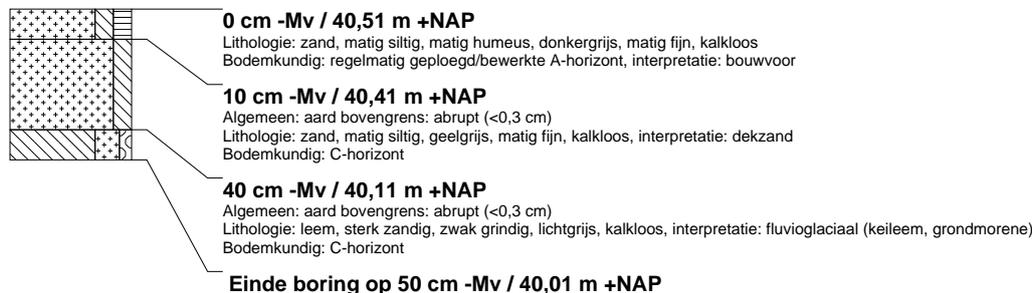 0 cm -Mv / 40,51 m +NAP
Lithologie: zand, matig siltig, matig humeus, donkergrijs, matig fijn, kalkloos
Bodemkundig: regelmatig geploegd/bewerkte A-horizont, interpretatie: bouwvoor
10 cm -Mv / 40,41 m +NAP
Algemeen: aard bovengrens: abrupt (<0,3 cm)
Lithologie: zand, matig siltig, geelgrijs, matig fijn, kalkloos, interpretatie: dekzand
Bodemkundig: C-horizont
40 cm -Mv / 40,11 m +NAP
Algemeen: aard bovengrens: abrupt (<0,3 cm)
Lithologie: leem, sterk zandig, zwak grindig, lichtgrijs, kalkloos, interpretatie: fluvioglaciaal (keileem, grondmorene)
Bodemkundig: C-horizont
Einde boring op 50 cm -Mv / 40,01 m +NAP